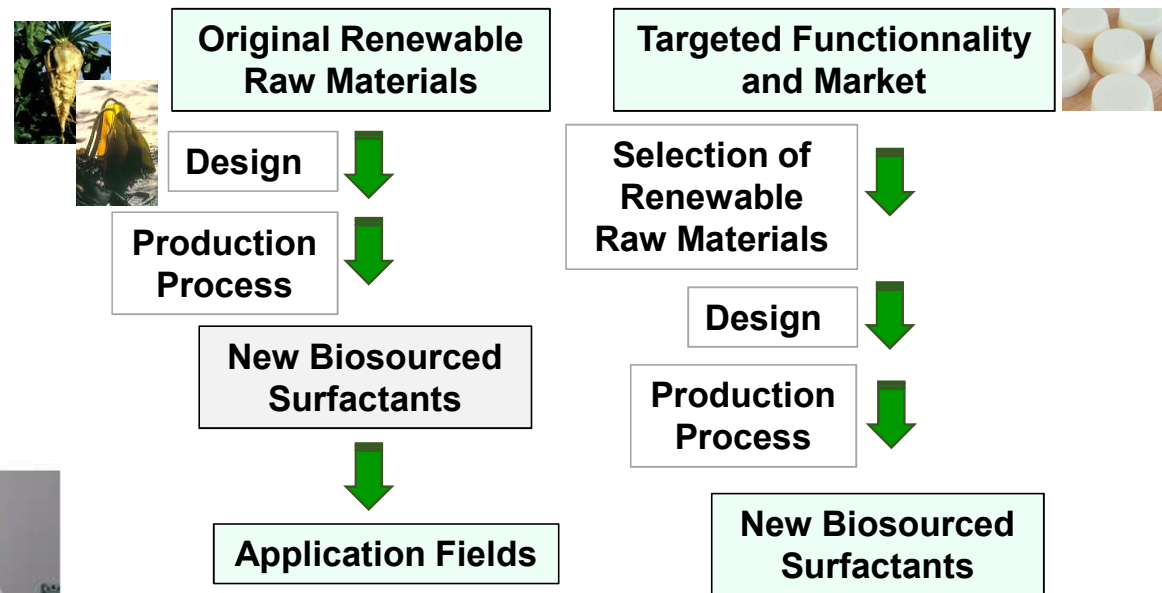 Original Renewable
Raw Materials
Design
Production
Process
New Biosourced
Surfactants
Application Fields
Targeted Functionnality
and Market
Selection of
Renewable
Raw Materials
Design
Production
Process
New Biosourced
Surfactants